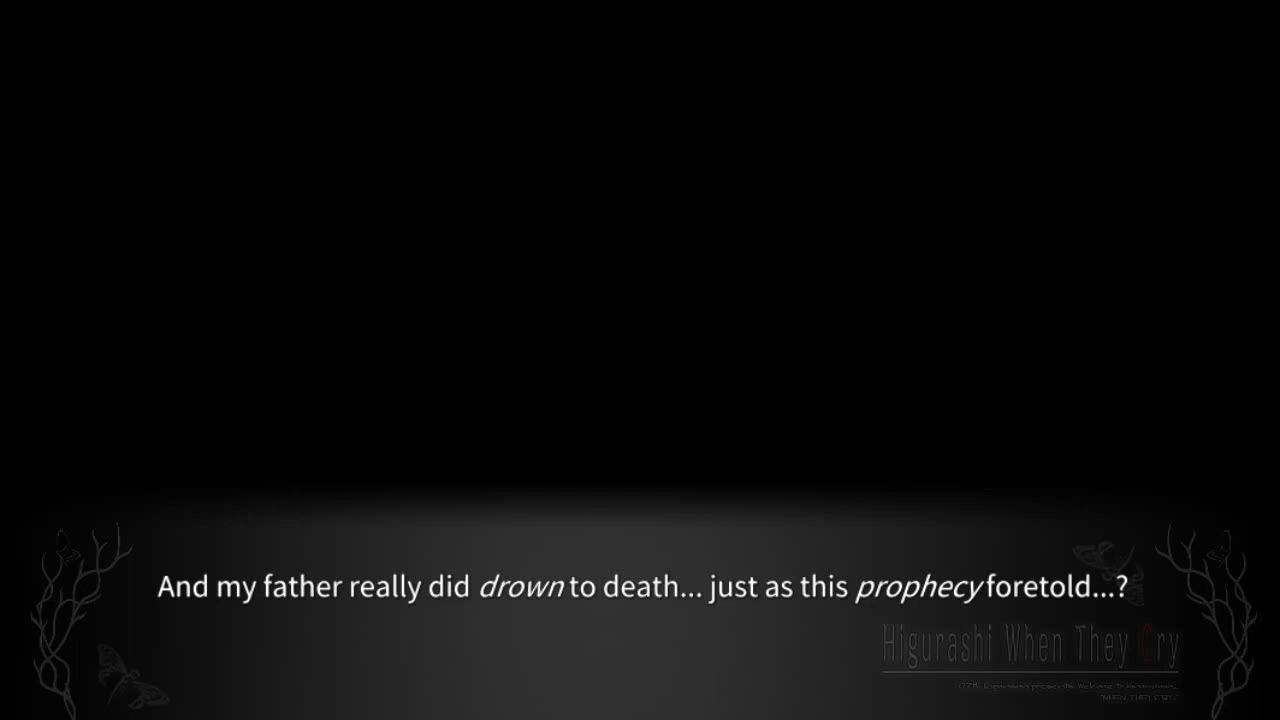 And my father really did drown to death... just as this prophecy foretold...?
Higurashi When They Cry